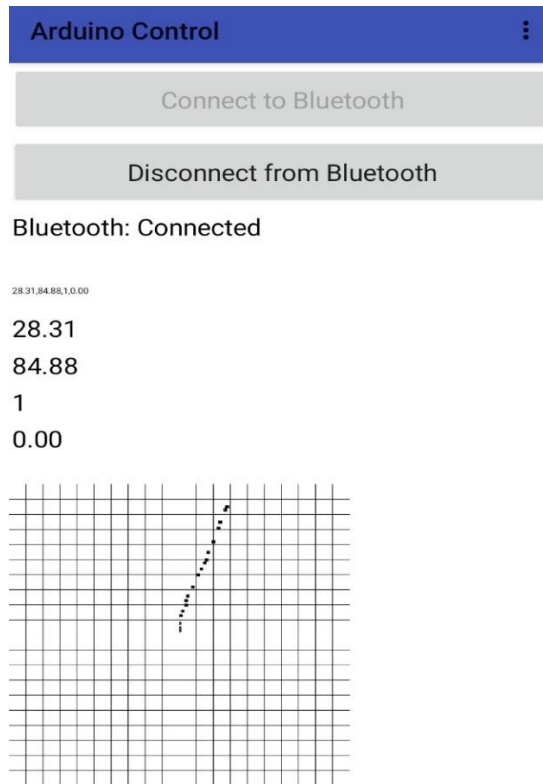 Arduino Control
Connect to Bluetooth
Disconnect from Bluetooth
Bluetooth: Connected
28.31,84.88,1,0.00
28.31
84.88
1
0.00